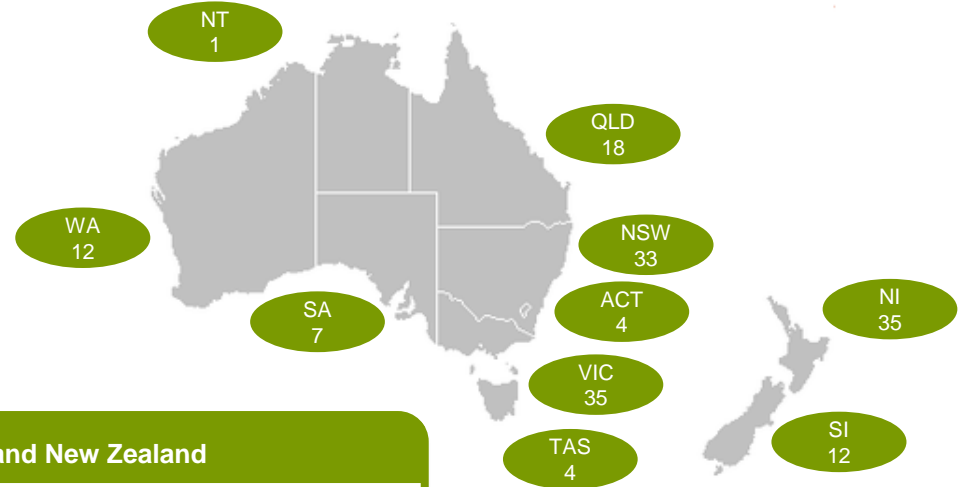 NT
1
QLD
18
WA
12
NSW
33
SA
7
ACT
4
NI
35
VIC
35
SI
12
TAS
4
and New Zealand